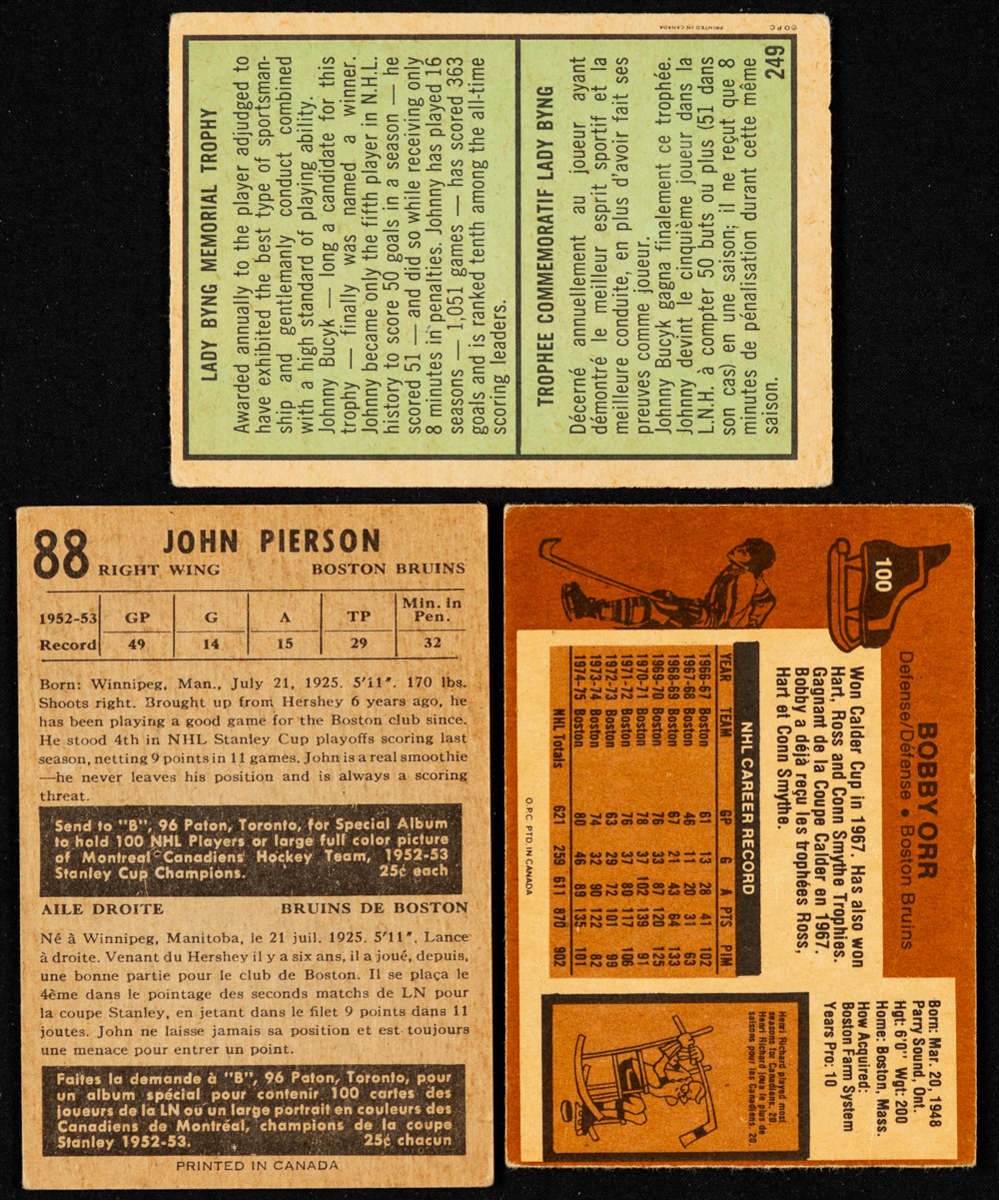 LADY BYNG MEMORIAL TROPHY
Awarded annually to the player adjudged to
have exhibited the best type of sportsman-
ship and gentlemanly conduct combined
with a high standard of playing ability.
Johnny Bucyk — long a candidate for this
trophy — finally was named a winner.
Johnny became only the fifth player in N.H.L.
history to score 50 goals in a season — he
scored 51 — and did so while receiving only
8 minutes in penalties. Johnny has played 16
seasons — 1,051 games — has scored 363
goals and is ranked tenth among the all-time
scoring leaders.
TROPHEE COMMEMORATIF LADY BYNG
Décerné annuellement au joueur ayant
démontré le meilleur esprit sportif et la
meilleure conduite, en plus d'avoir fait ses
preuves comme joueur.
Johnny Bucyk gagna finalement ce trophée.
Johnny devint le cinquième joueur dans la
L.N.H. à compter 50 buts ou plus (51 dans
son cas) en une saison; il ne reçut que 8
minutes de pénalisation durant cette même
saison.
249
© O.P.C. PRINTED IN CANADA
88
JOHN PIERSON
RIGHT WING BOSTON BRUINS
1952-53 GP G A TP Min. in Pen.
Record 49 14 15 29 32
Born: Winnipeg, Man., July 21, 1925. 5'11". 170 lbs.
Shoots right. Brought up from Hershey 6 years ago, he
has been playing a good game for the Boston club since.
He stood 4th in NHL Stanley Cup playoffs scoring last
season, netting 9 points in 11 games. John is a real smoothie
—he never leaves his position and is always a scoring
threat.
Send to "B", 96 Paton, Toronto, for Special Album
to hold 100 NHL Players or large full color picture
of Montreal Canadiens Hockey Team, 1952-53
Stanley Cup Champions. 25¢ each
AILE DROITE BRUINS DE BOSTON
Né à Winnipeg, Manitoba, le 21 juil. 1925. 5'11". Lance
à droite. Venant du Hershey il y a six ans, il a joué, depuis,
une bonne partie pour le club de Boston. Il se plaça le
4ème dans le pointage des seconds matchs de LN pour
la coupe Stanley, en jetant dans le filet 9 points dans 11
joutes. John ne laisse jamais sa position et est toujours
une menace pour entrer un point.
Faites la demande à "B", 96 Paton, Toronto, pour
un album spécial pour contenir 100 cartes des
joueurs de la LN ou un large portrait en couleurs des
Canadiens de Montréal, champions de la coupe
Stanley 1952-53. 25¢ chacun
PRINTED IN CANADA
100
BOBBY ORR
Defense/Défense • Boston Bruins
Won Calder Cup in 1967. Has also won
Hart, Ross and Conn Smythe Trophies.
Gagnant de la Coupe Calder en 1967.
Bobby a déjà reçu les trophées Ross,
Hart et Conn Smythe.
Born: Mar. 20, 1948
Parry Sound, Ont.
Hgt: 6'0" Wgt: 200
Home: Boston, Mass.
How Acquired:
Boston Farm System
Years Pro: 10
NHL CAREER RECORD
YEAR TEAM GP G A PTS PIM
1966-67 Boston 61 13 28 41 102
1967-68 Boston 46 11 20 31 63
1968-69 Boston 67 21 43 64 133
1969-70 Boston 76 33 87 120 125
1970-71 Boston 78 37 102 139 91
1971-72 Boston 76 37 80 117 106
1972-73 Boston 63 29 72 101 99
1973-74 Boston 74 32 90 122 82
1974-75 Boston 80 46 89 135 101
NHL Totals 621 259 611 870 902
O.P.C. PTD. IN CANADA
Henri Richard played most
seasons for Canadiens. 20.
Henri Richard joua le plus de
saisons pour les Canadiens. 20.